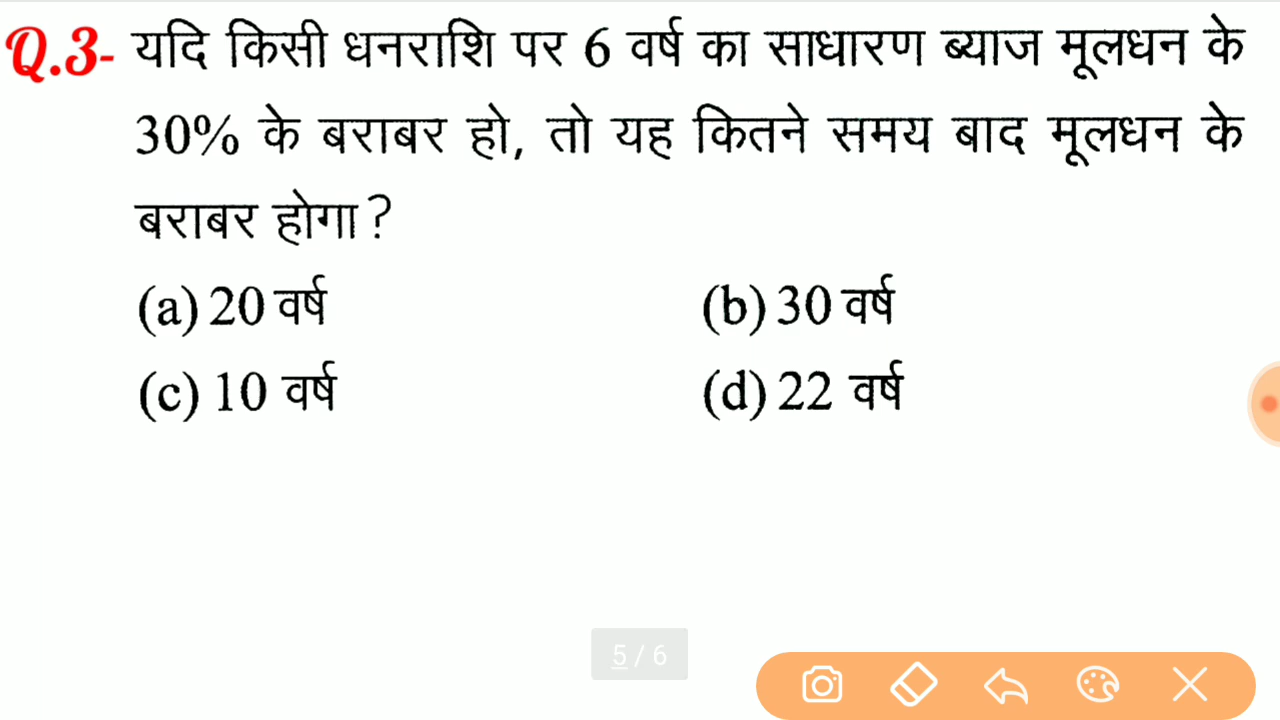 Q.3- यदि किसी धनराशि पर 6 वर्ष का साधारण ब्याज मूलधन के
30% के बराबर हो, तो यह कितने समय बाद मूलधन के
बराबर होगा?
(a) 20 वर्ष (b) 30 वर्ष
(c) 10 वर्ष (d) 22 वर्ष
5 / 6